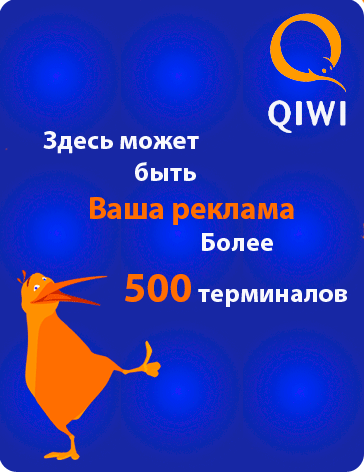 QIWI
Здесь может
быть
Ваша реклама
Более
500 терминалов